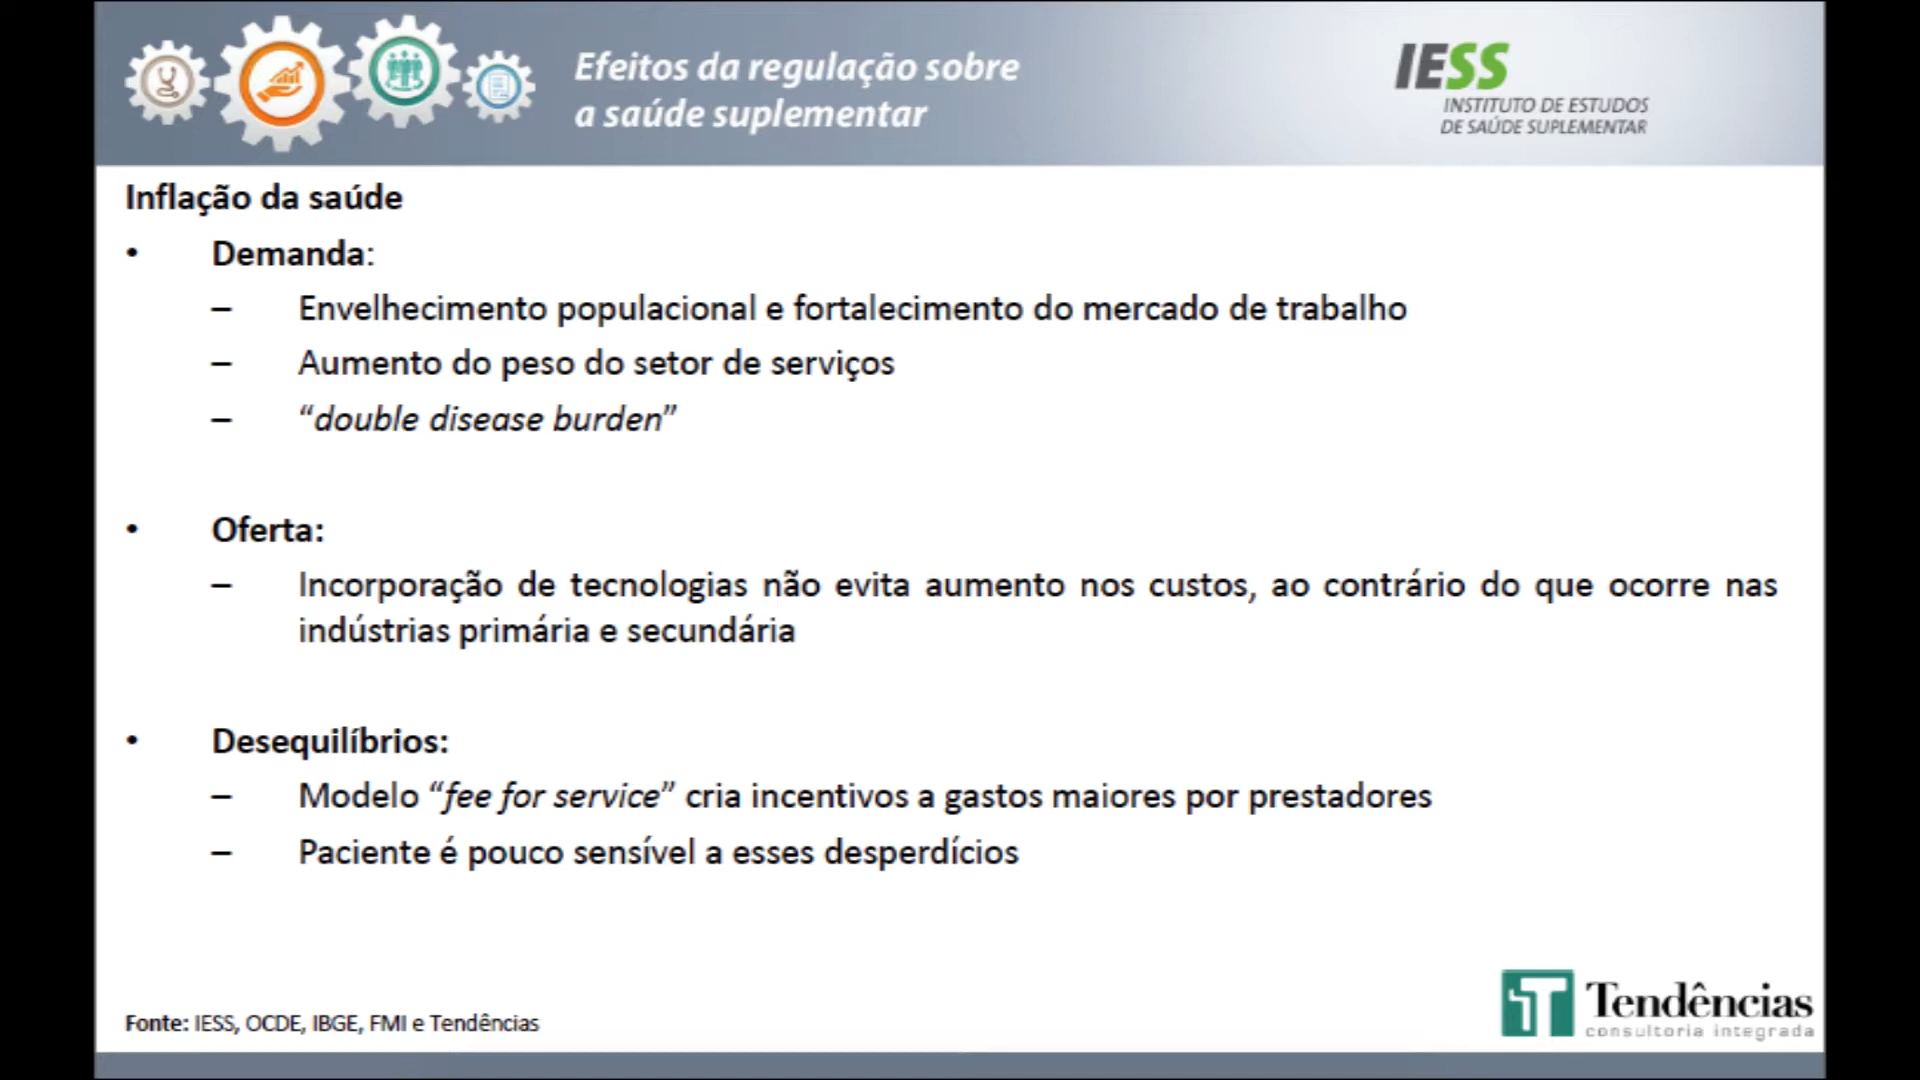 Efeitos da regulação sobre
a saúde suplementar
IESS
INSTITUTO DE ESTUDOS
DE SAÚDE SUPLEMENTAR
Inflação da saúde
• Demanda:
– Envelhecimento populacional e fortalecimento do mercado de trabalho
– Aumento do peso do setor de serviços
– “double disease burden”
• Oferta:
– Incorporação de tecnologias não evita aumento nos custos, ao contrário do que ocorre nas
indústrias primária e secundária
• Desequilíbrios:
– Modelo “fee for service” cria incentivos a gastos maiores por prestadores
– Paciente é pouco sensível a esses desperdícios
Fonte: IESS, OCDE, IBGE, FMI e Tendências
Tendências
consultoria integrada